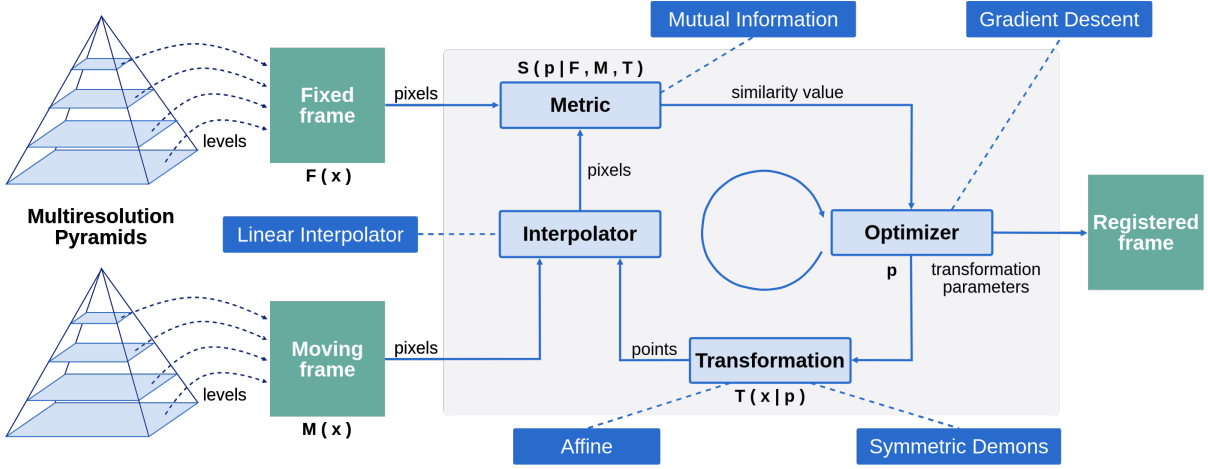 Mutual Information
Gradient Descent
S ( p | F , M , T )
Fixed
frame
pixels
Metric
similarity value
levels
F ( x )
pixels
Multiresolution
Pyramids
Linear Interpolator
Interpolator
Optimizer
Registered
frame
p
transformation
parameters
Moving
frame
pixels
points
Transformation
levels
M ( x )
T ( x | p )
Affine
Symmetric Demons